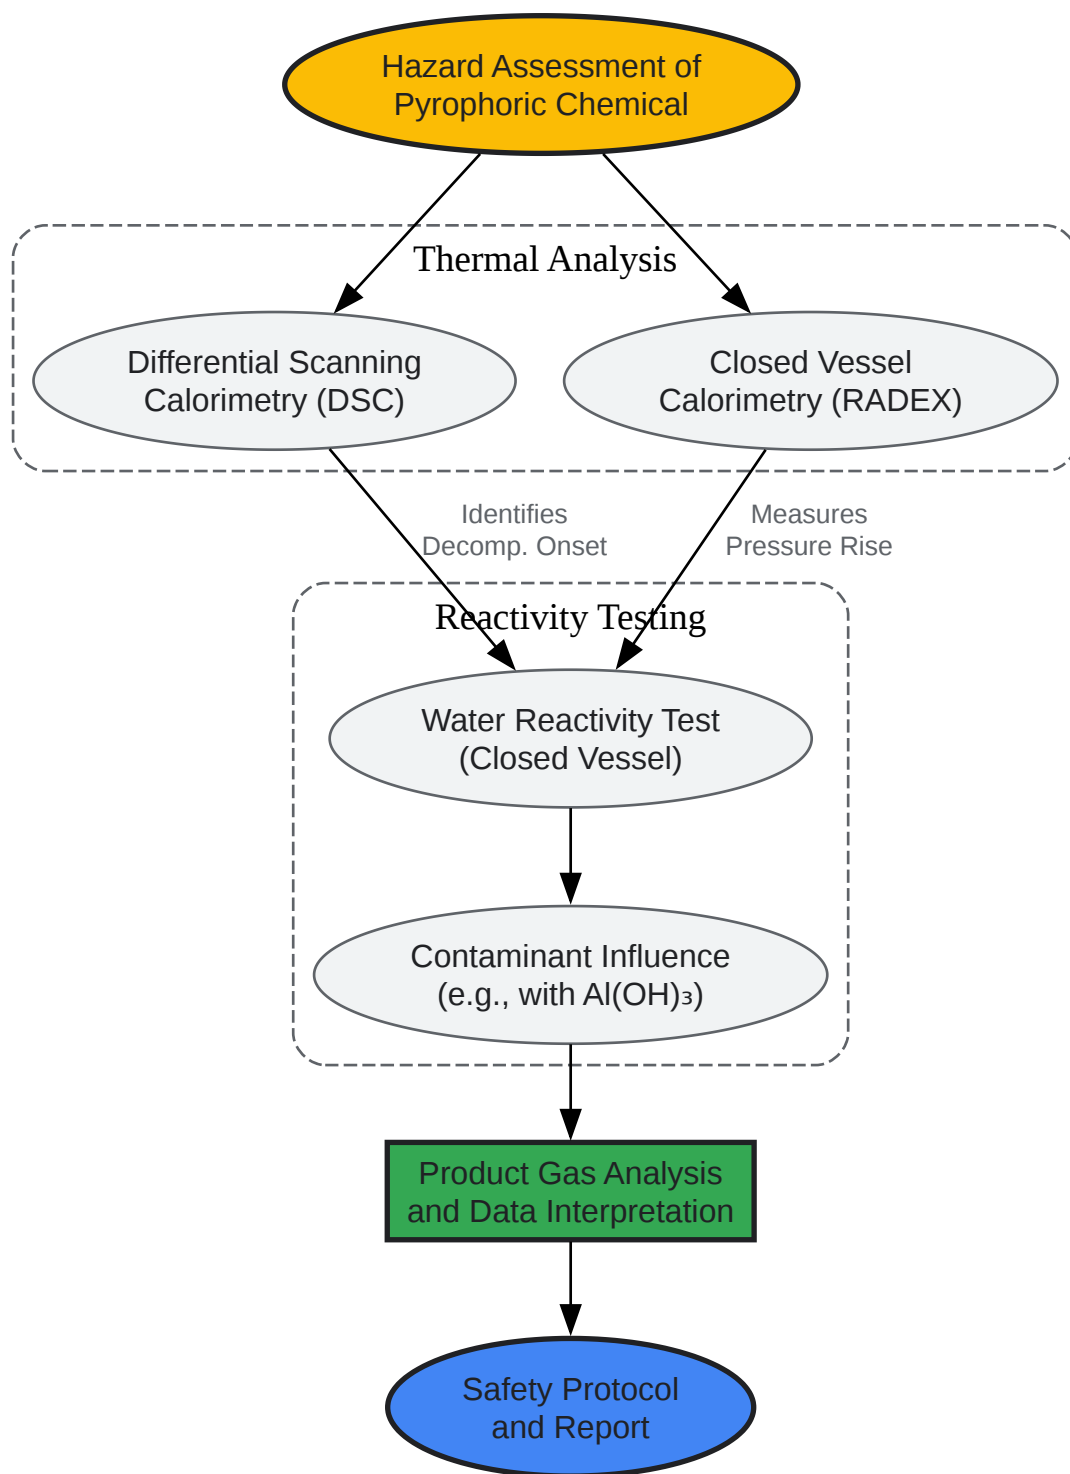 Hazard Assessment of
Pyrophoric Chemical
Thermal Analysis
Differential Scanning
Calorimetry (DSC)
Closed Vessel
Calorimetry (RADEX)
Identifies
Decomp. Onset
Measures
Pressure Rise
Reactivity Testing
Water Reactivity Test
(Closed Vessel)
Contaminant Influence
(e.g., with Al(OH)₃)
Product Gas Analysis
and Data Interpretation
Safety Protocol
and Report